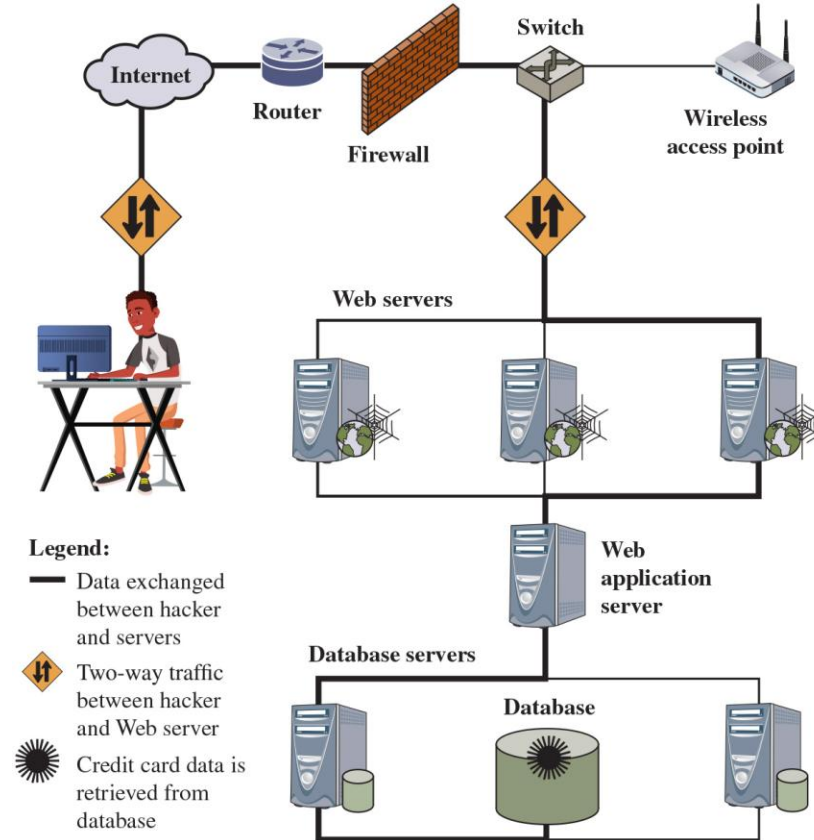 Switch
Internet
Router
Firewall
Wireless
access point
Web servers
Web
application
server
Legend:
Data exchanged
between hacker
and servers
Two-way traffic
between hacker
and Web server
Credit card data is
retrieved from
database
Database servers
Database